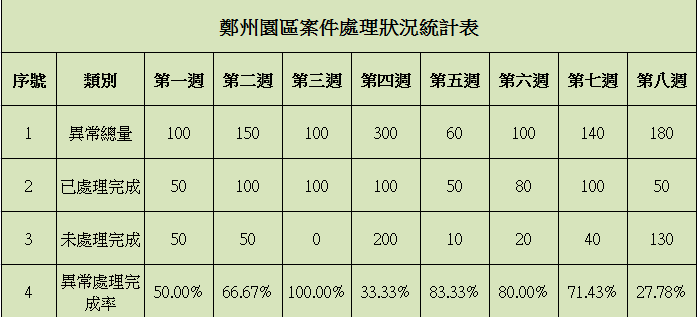 鄭州園區案件處理狀況統計表
序號 類別 第一週 第二週 第三週 第四週 第五週 第六週 第七週 第八週
1 異常總量 100 150 100 300 60 100 140 180
2 已處理完成 50 100 100 100 50 80 100 50
3 未處理完成 50 50 0 200 10 20 40 130
4 異常處理完成率 50.00% 66.67% 100.00% 33.33% 83.33% 80.00% 71.43% 27.78%